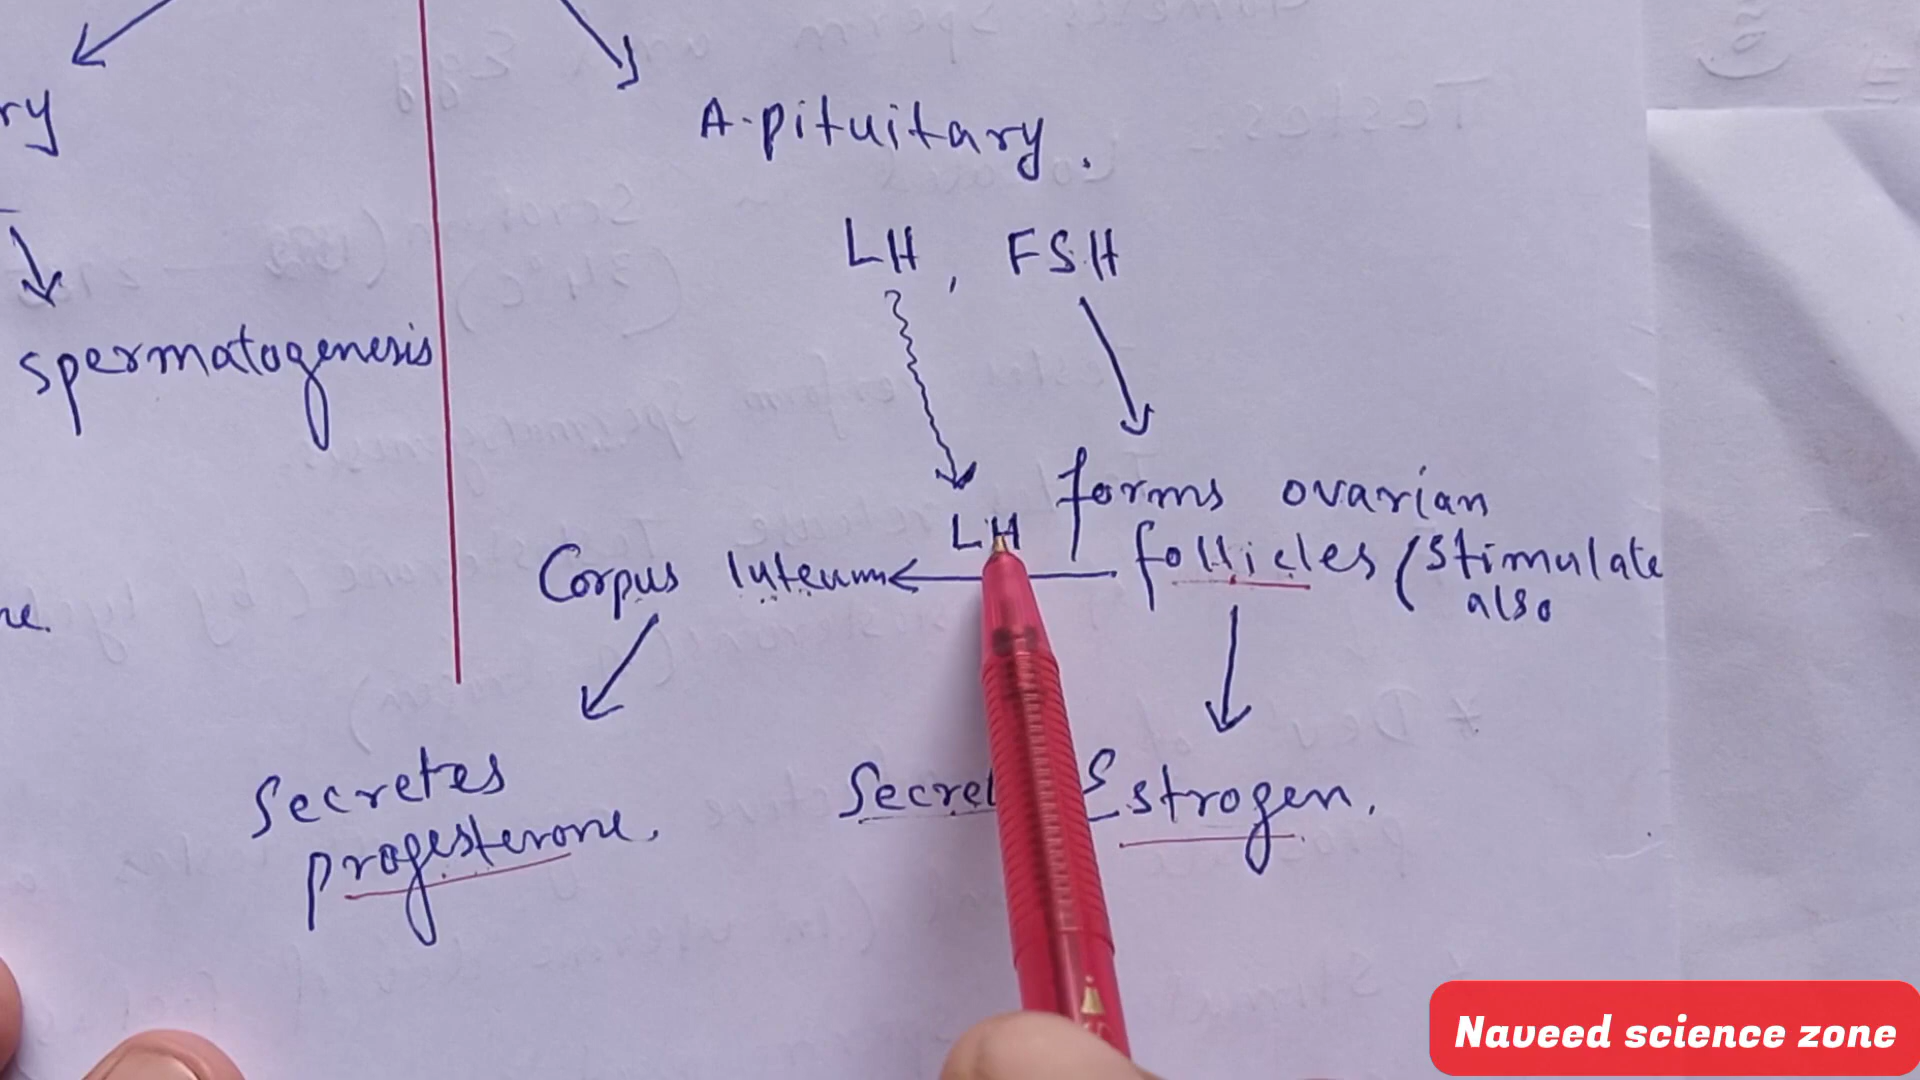 ry
A. pituitary.
LH, FSH
spermatogenesis
forms ovarian
LH
Corpus luteum
follicles (stimulate
also
Secretes
progesterone.
Estrogen.
Naveed science zone